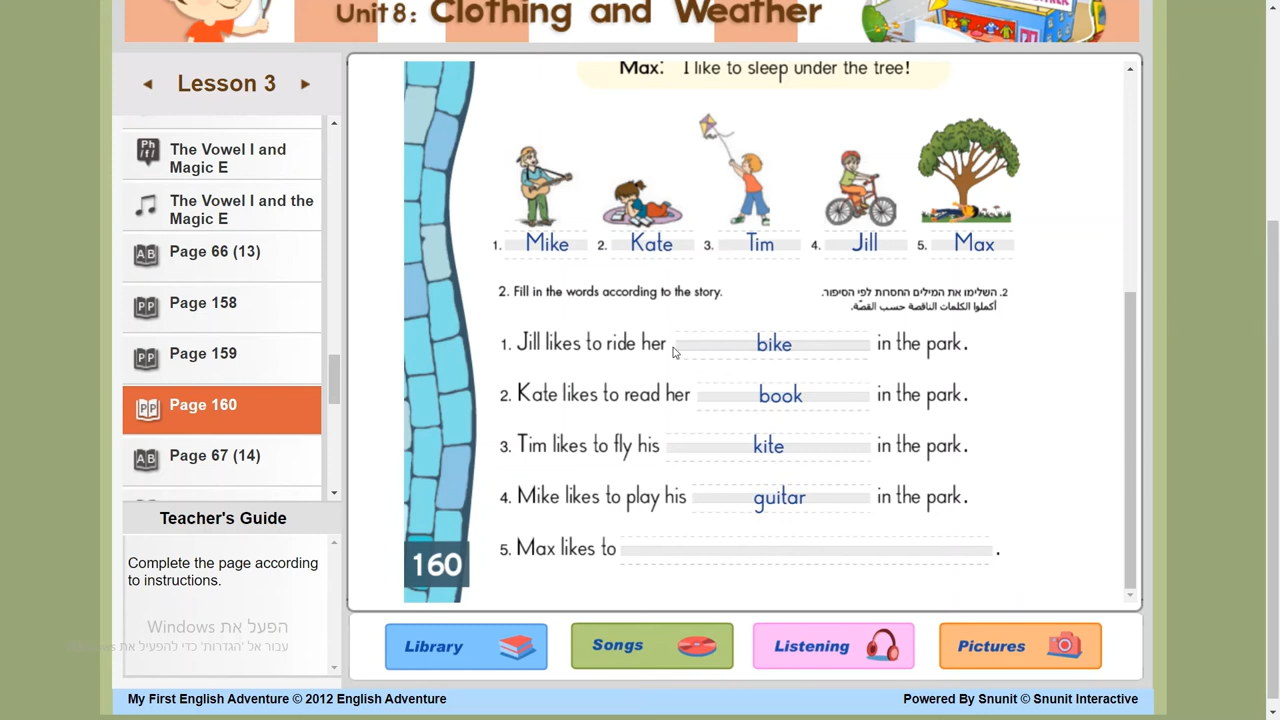 Unit 8: Clothing and Weather
Lesson 3
The Vowel I and
Magic E
The Vowel I and the
Magic E
Page 66 (13)
Page 158
Page 159
Page 160
Page 67 (14)
Teacher's Guide
Complete the page according
to instructions.
הפעל את Windows
עבור אל 'הגדרות' כדי להפעיל את Windows
Max: I like to sleep under the tree!
1. Mike 2. Kate 3. Tim 4. Jill 5. Max
2. Fill in the words according to the story.
2. השלימו את המילים החסרות לפי הסיפור.
أكملوا الكلمات الناقصة حسب القصّة.
1. Jill likes to ride her bike in the park.
2. Kate likes to read her book in the park.
3. Tim likes to fly his kite in the park.
4. Mike likes to play his guitar in the park.
5. Max likes to .
160
Library Songs Listening Pictures
My First English Adventure © 2012 English Adventure
Powered By Snunit © Snunit Interactive